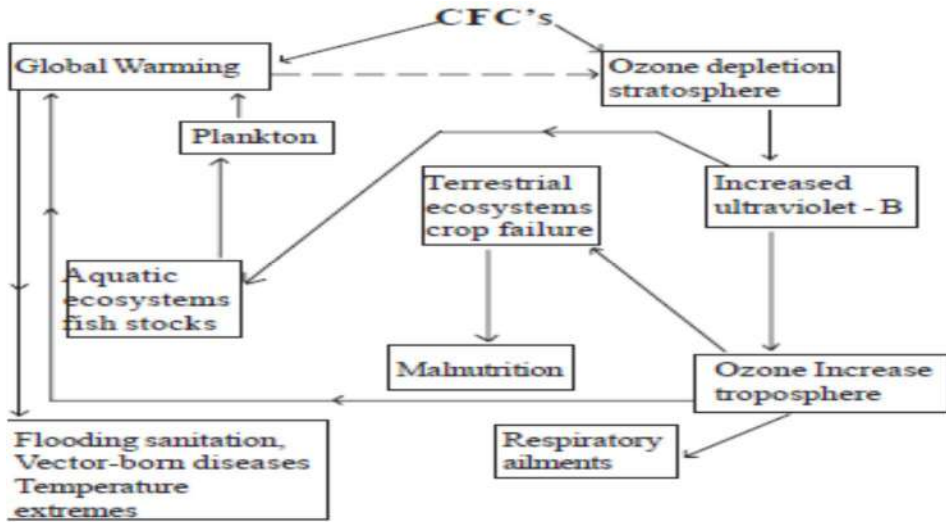 CFC's
Global Warming
Ozone depletion
stratosphere
Plankton
Terrestrial
ecosystems
crop failure
Increased
ultraviolet - B
Aquatic
ecosystems
fish stocks
Malnutrition
Ozone Increase
troposphere
Flooding sanitation,
Vector-born diseases
Temperature
extremes
Respiratory
ailments